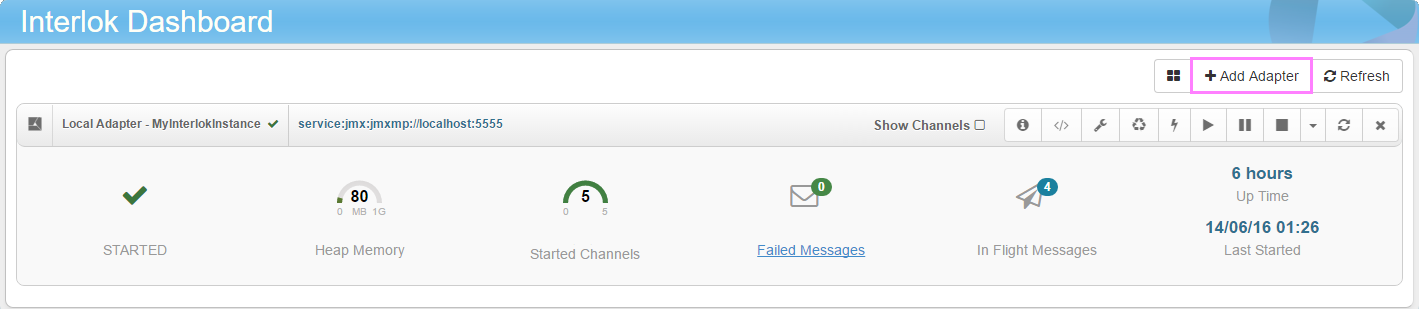 Interlok Dashboard
Add Adapter Refresh
Local Adapter - MyInterlokInstance service:jmx:jmxmp://localhost:5555 Show Channels
80 5 0 4 6 hours
0 MB 1G 0 5 Up Time
14/06/16 01:26
STARTED Heap Memory Started Channels Failed Messages In Flight Messages Last Started